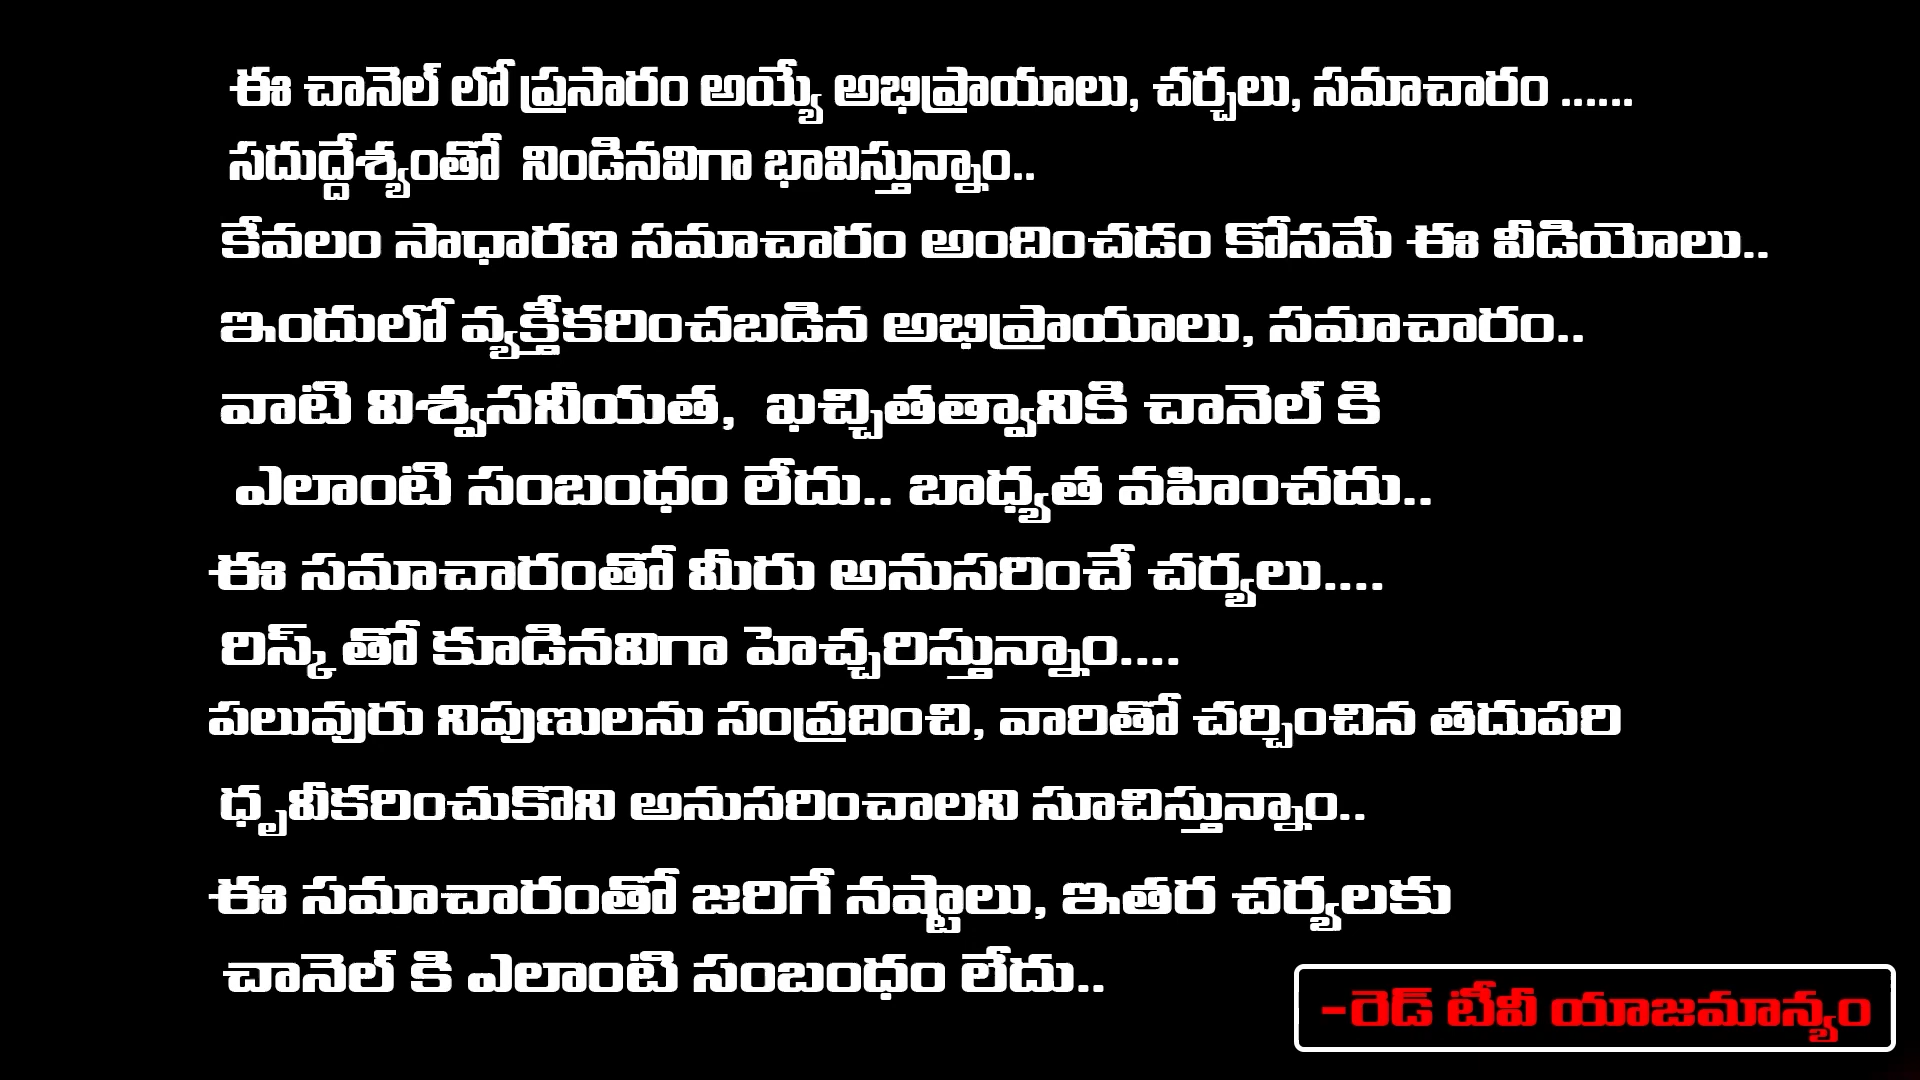 ఈ చానెల్ లో ప్రసారం అయ్యే అభిప్రాయాలు, చర్చలు, సమాచారం ......
సదుద్దేశ్యంతో నిండినవిగా భావిస్తున్నాం..
కేవలం సాధారణ సమాచారం అందించడం కోసమే ఈ వీడియోలు..
ఇందులో వ్యక్తీకరించబడిన అభిప్రాయాలు, సమాచారం..
వాటి విశ్వసనీయత, ఖచ్చితత్వానికి చానెల్ కి
ఎలాంటి సంబంధం లేదు.. బాధ్యత వహించదు..
ఈ సమాచారంతో మీరు అనుసరించే చర్యలు....
రిస్క్ తో కూడినవిగా హెచ్చరిస్తున్నాం....
పలువురు నిపుణులను సంప్రదించి, వారితో చర్చించిన తదుపరి
ధృవీకరించుకొని అనుసరించాలని సూచిస్తున్నాం..
ఈ సమాచారంతో జరిగే నష్టాలు, ఇతర చర్యలకు
చానెల్ కి ఎలాంటి సంబంధం లేదు..
-రెడ్ టీవీ యాజమాన్యం